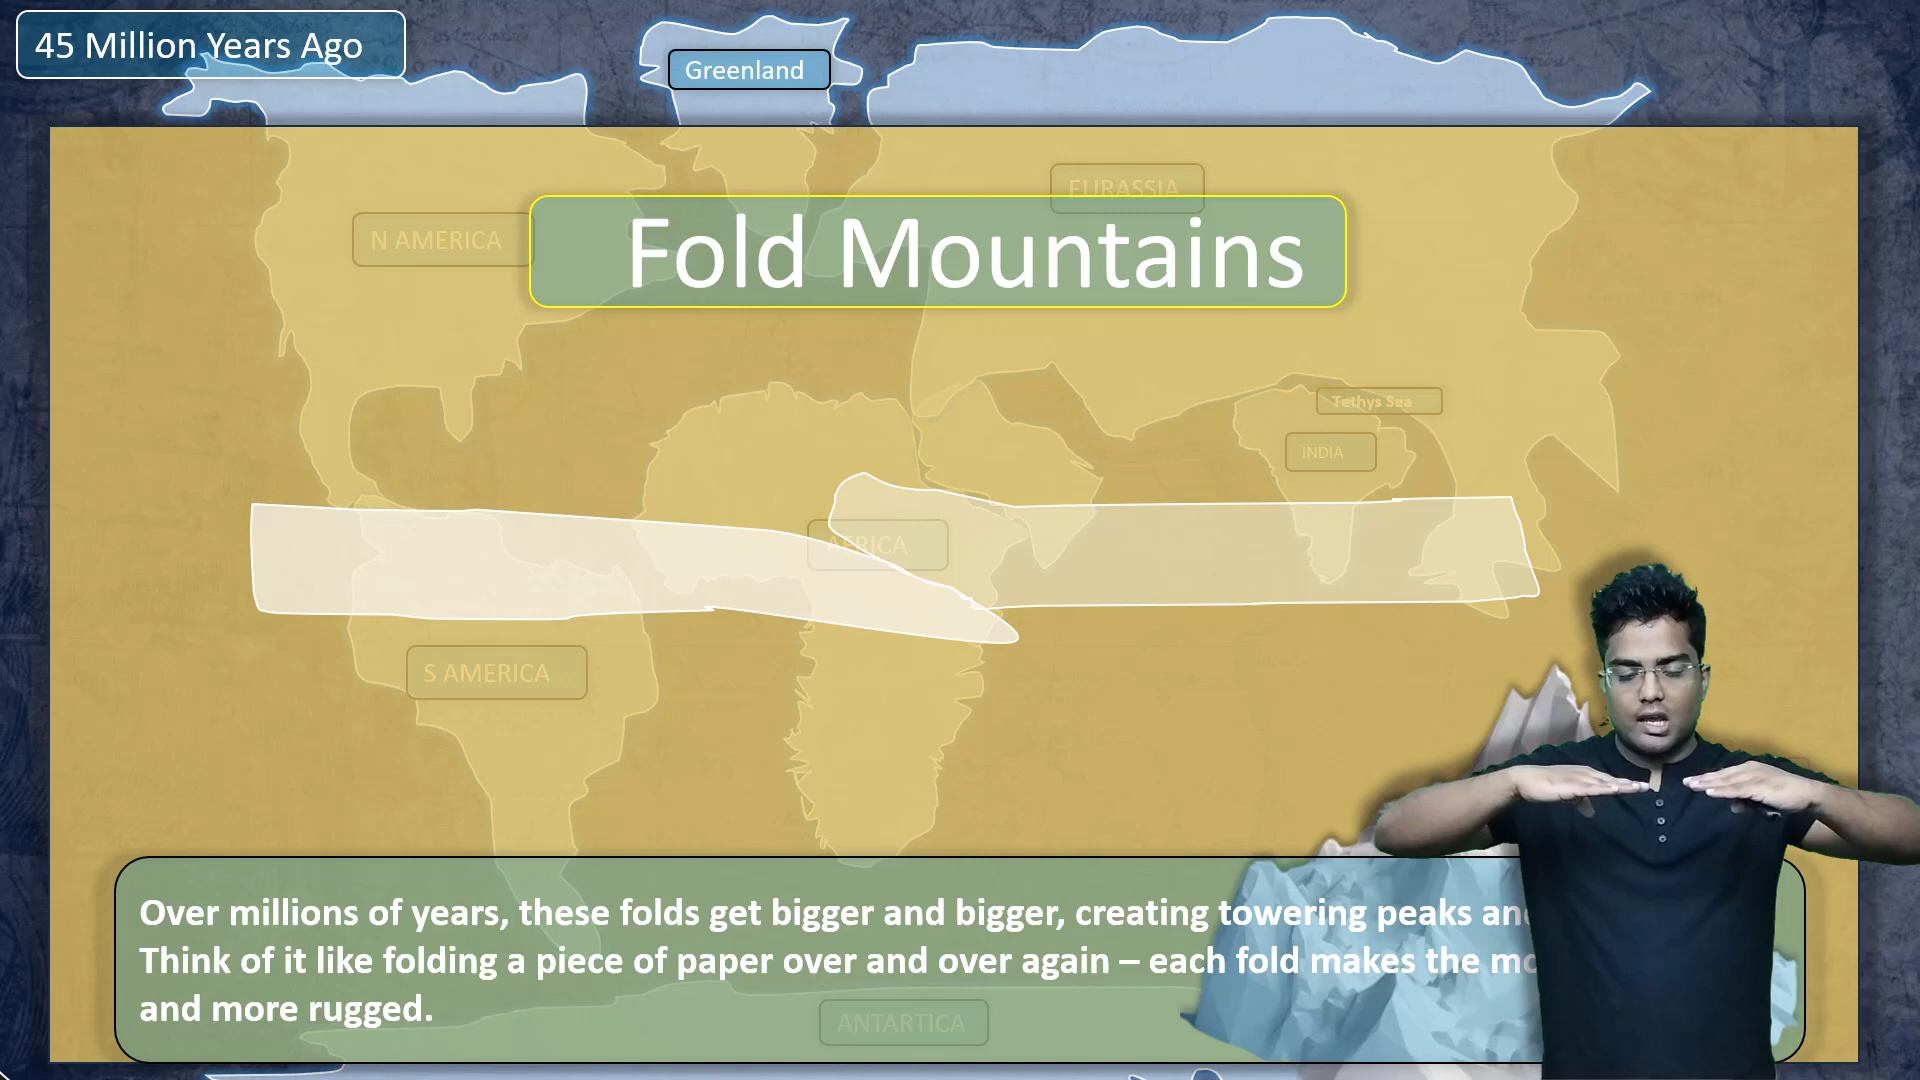 45 Million Years Ago
Greenland
EURASSIA
N AMERICA
Fold Mountains
Tethys Sea
INDIA
AFRICA
S AMERICA
Over millions of years, these folds get bigger and bigger, creating towering peaks
Think of it like folding a piece of paper over and over again – each fold makes the
and more rugged.
ANTARTICA